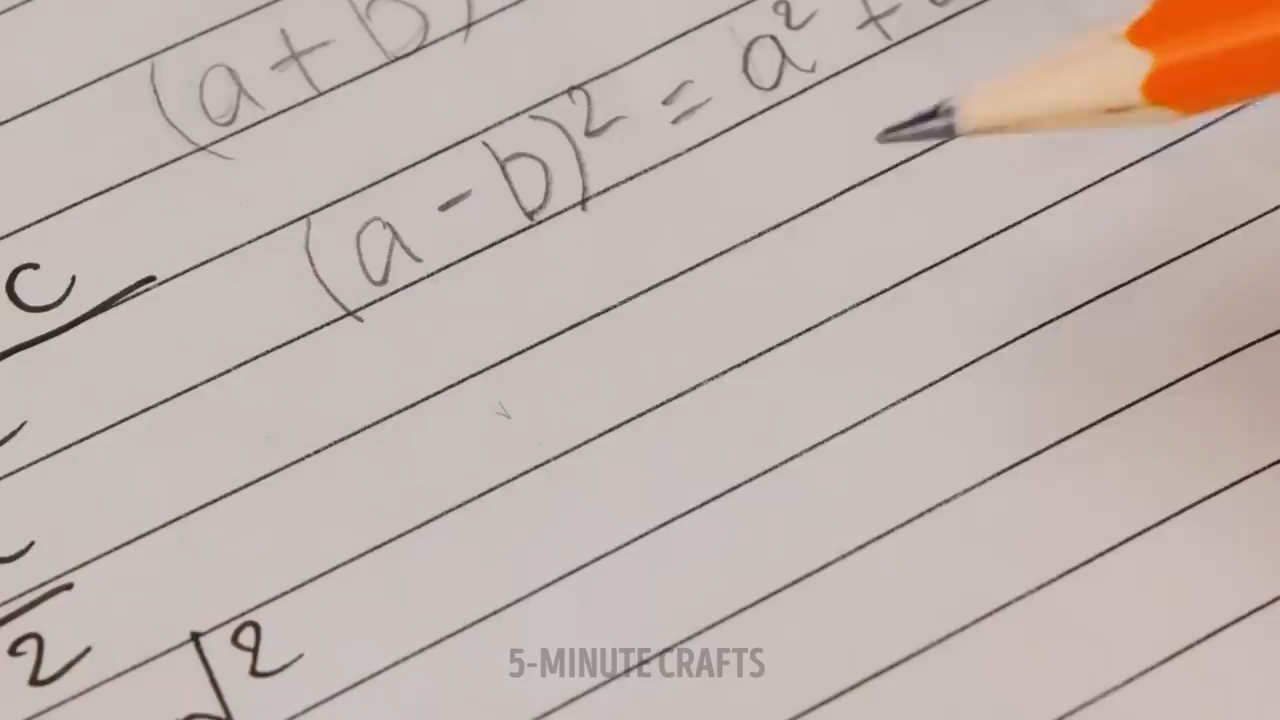 (a + b)
(a - b)² = a² +
C
2
2
5-MINUTE CRAFTS